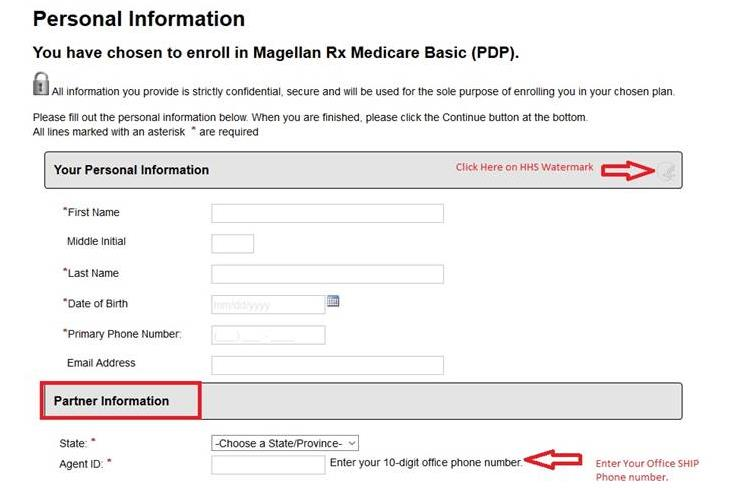 Personal Information
You have chosen to enroll in Magellan Rx Medicare Basic (PDP).
All information you provide is strictly confidential, secure and will be used for the sole purpose of enrolling you in your chosen plan.
Please fill out the personal information below. When you are finished, please click the Continue button at the bottom.
All lines marked with an asterisk * are required
Your Personal Information
Click Here on HHS Watermark
*First Name
Middle Initial
*Last Name
*Date of Birth mm/dd/yyyy
*Primary Phone Number: (___) ___-____
Email Address
Partner Information
State: * -Choose a State/Province-
Agent ID: * Enter your 10-digit office phone number.
Enter Your Office SHIP
Phone number.